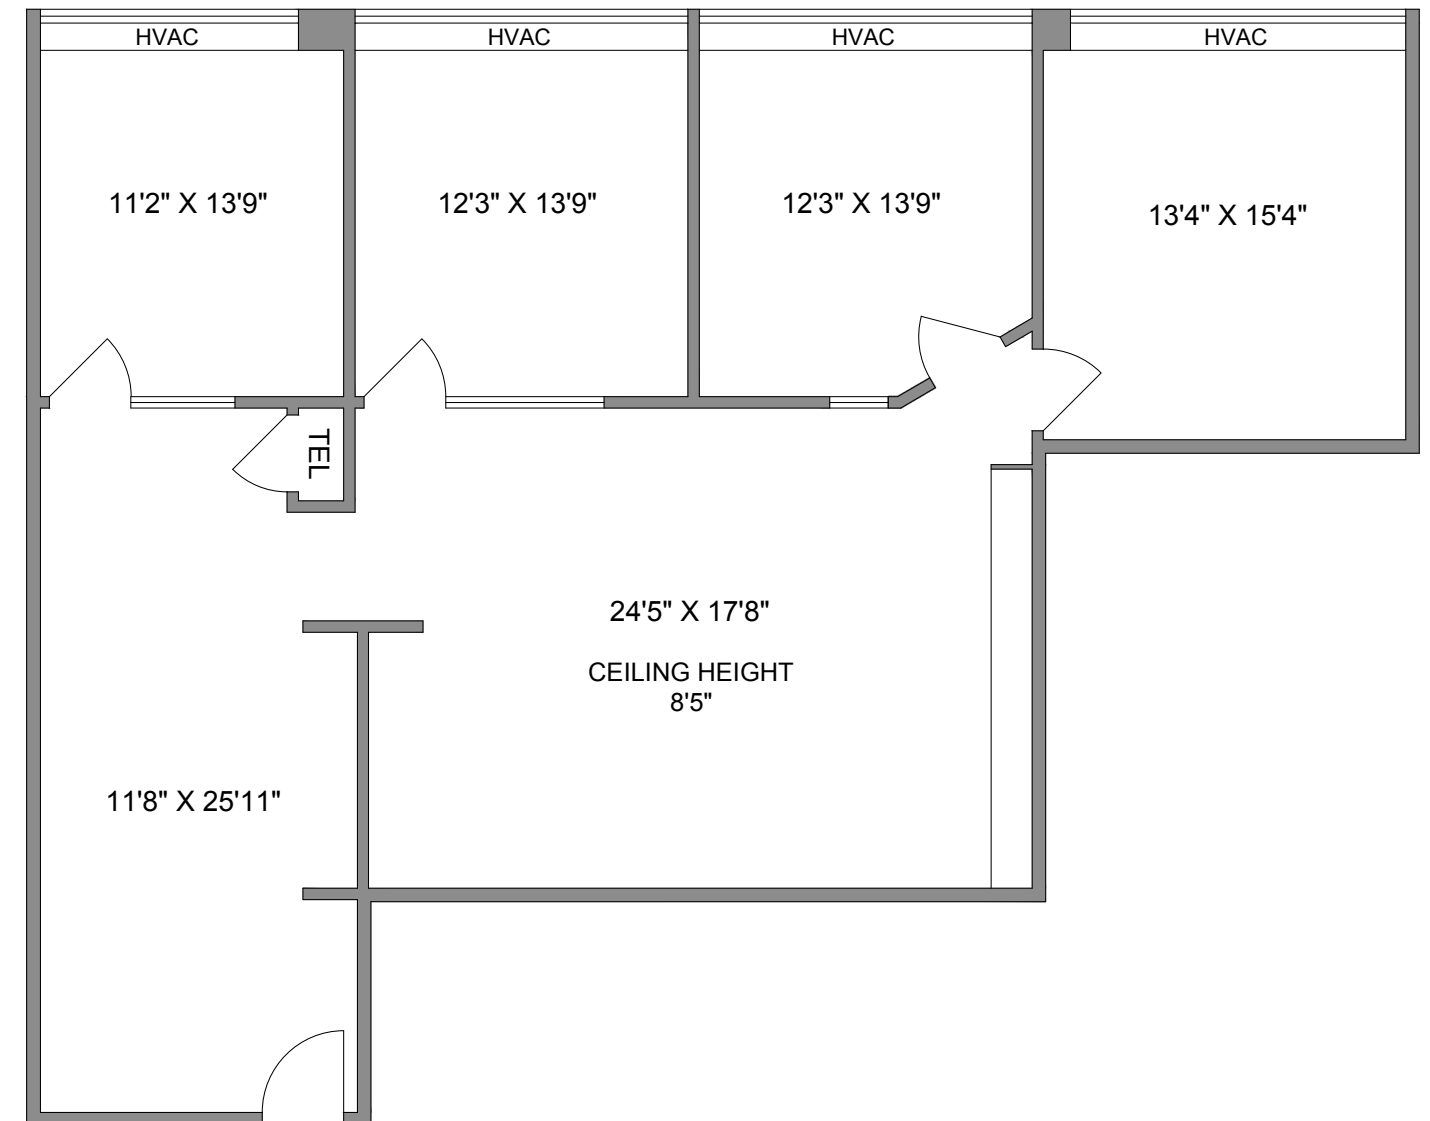 HVAC
HVAC
HVAC
HVAC
11'2" X 13'9"
12'3" X 13'9"
12'3" X 13'9"
13'4" X 15'4"
TEL
24'5" X 17'8"
CEILING HEIGHT
8'5"
11'8" X 25'11"